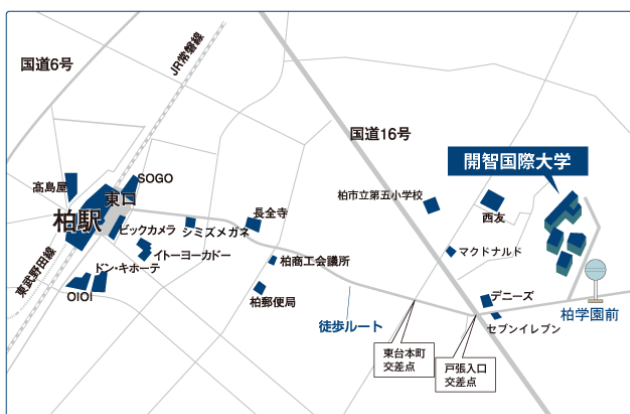 国道6号
JR常磐線
国道16号
開智国際大学
髙島屋
SOGO
東口
柏駅
柏市立第五小学校
西友
長全寺
ビックカメラ
シミズメガネ
イトーヨーカドー
マクドナルド
東武野田線
ドン・キホーテ
柏商工会議所
OIOI
柏郵便局
デニーズ
柏学園前
徒歩ルート
セブンイレブン
東台本町
交差点
戸張入口
交差点